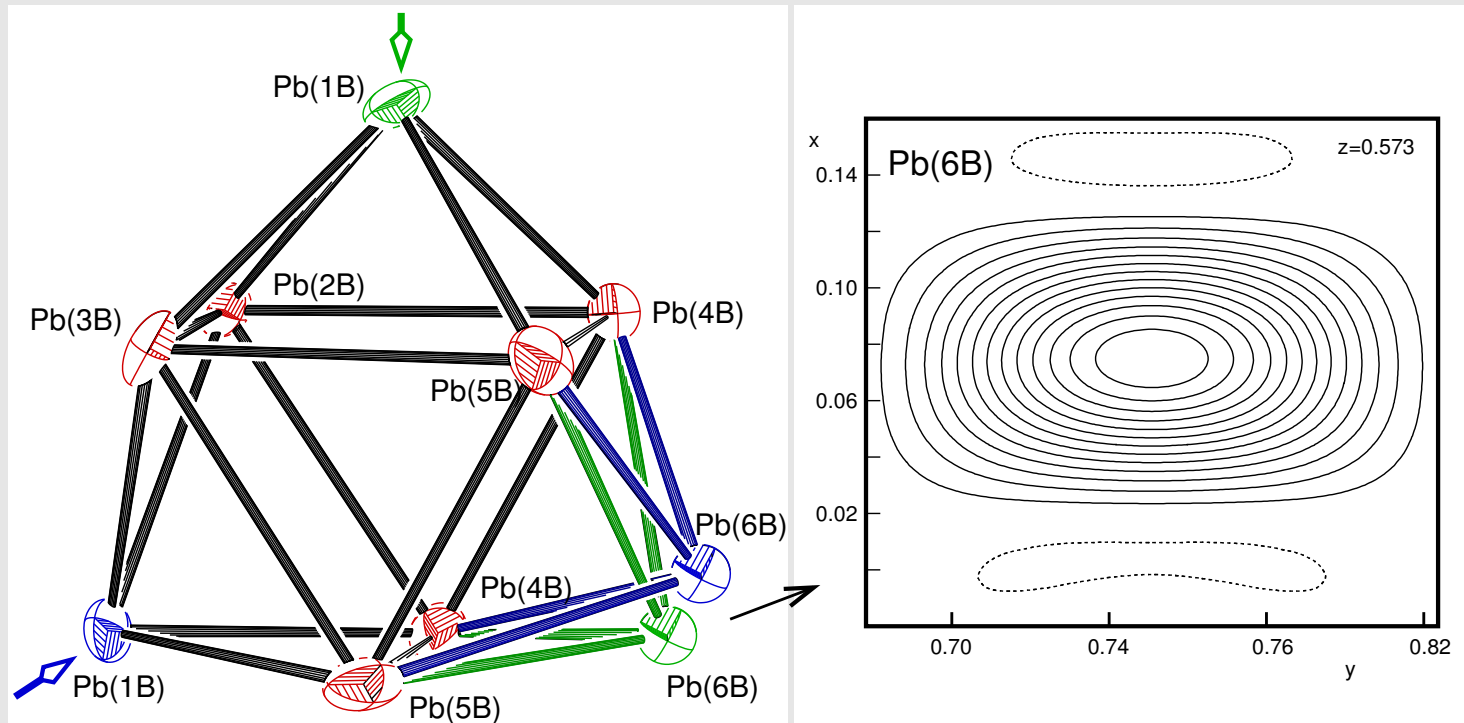 Pb(1B)
Pb(2B)
Pb(3B)
Pb(4B)
Pb(5B)
Pb(6B)
Pb(4B)
Pb(1B)
Pb(6B)
Pb(5B)
x
Pb(6B)
z=0.573
0.14
0.10
0.06
0.02
0.70
0.74
0.76
0.82
y